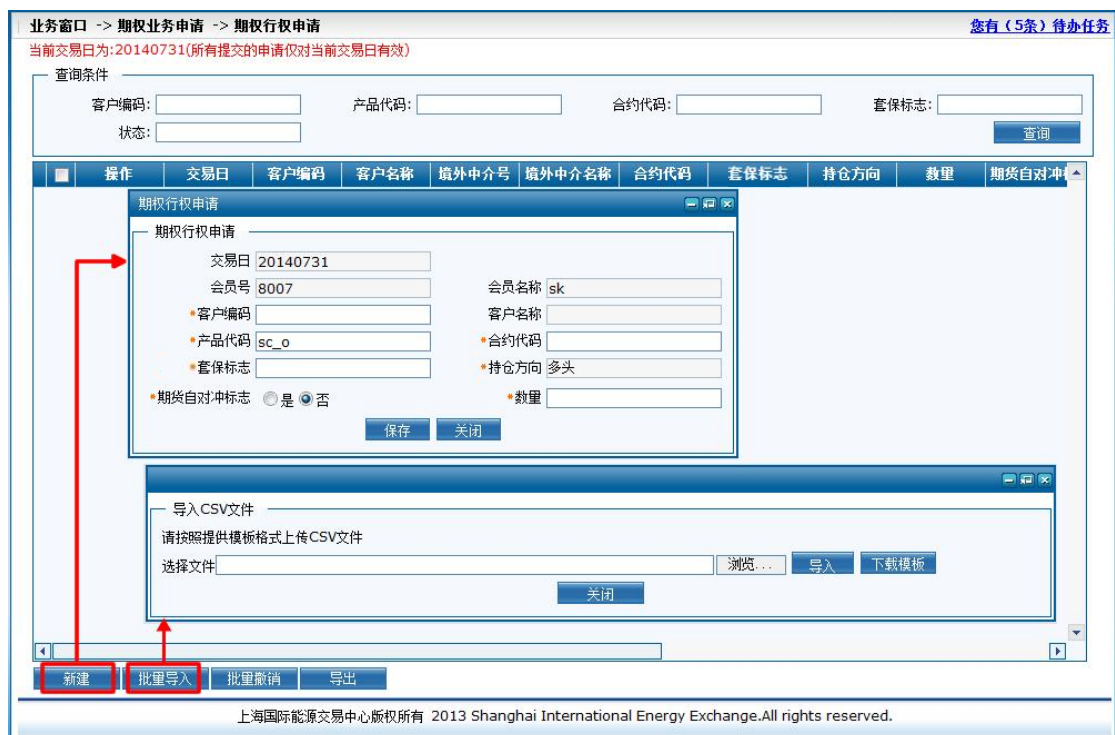 业务窗口 -> 期权业务申请 -> 期权行权申请 您有（5条）待办任务
当前交易日为:20140731(所有提交的申请仅对当前交易日有效)
查询条件
客户编码: 产品代码: 合约代码: 套保标志:
状态:
查询
操作 交易日 客户编码 客户名称 境外中介号 境外中介名称 合约代码 套保标志 持仓方向 数量 期货自对冲
期权行权申请
期权行权申请
交易日 20140731
会员号 8007 会员名称 sk
*客户编码 客户名称
*产品代码 sc_o *合约代码
*套保标志 *持仓方向 多头
*期货自对冲标志 是 否 *数量
保存 关闭
导入CSV文件
请按照提供模板格式上传CSV文件
选择文件 浏览... 导入 下载模板
关闭
新建 批里导入 批里撤销 导出
上海国际能源交易中心版权所有 2013 Shanghai International Energy Exchange.All rights reserved.